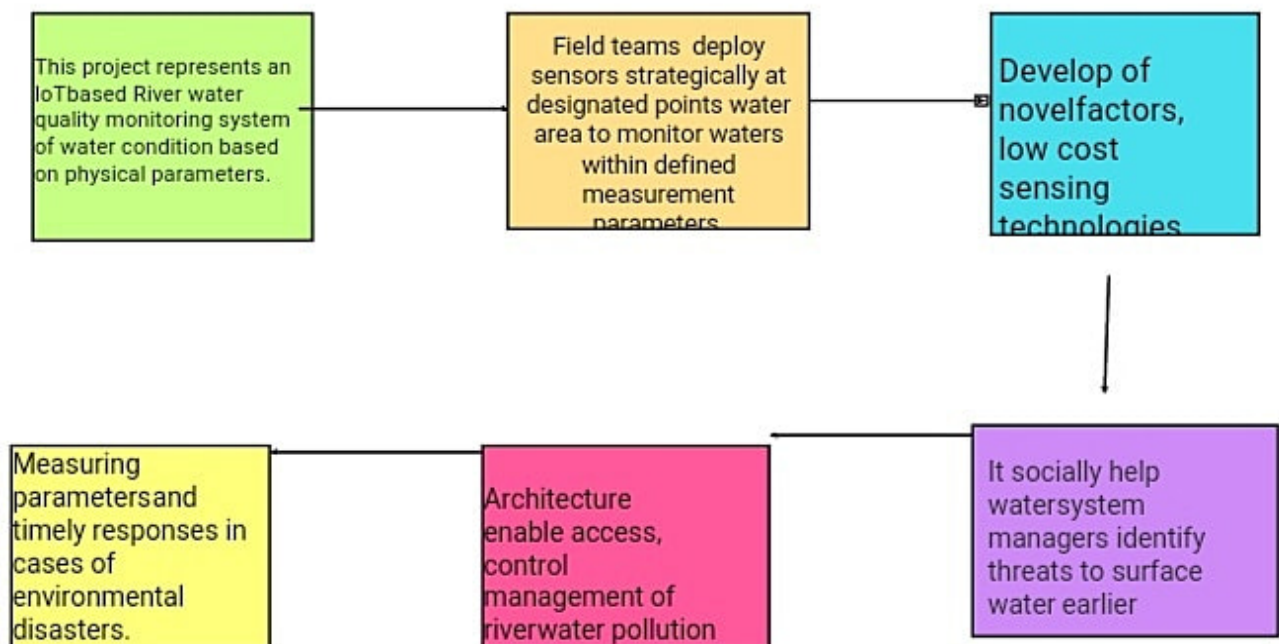 This project represents an
IoTbased River water
quality monitoring system
of water condition based
on physical parameters.
Field teams deploy
sensors strategically at
designated points water
area to monitor waters
within defined
measurement
parameters
Develop of
novelfactors,
low cost
sensing
technologies
It socially help
watersystem
managers identify
threats to surface
water earlier
Architecture
enable access,
control
management of
riverwater pollution
Measuring
parametersand
timely responses in
cases of
environmental
disasters.